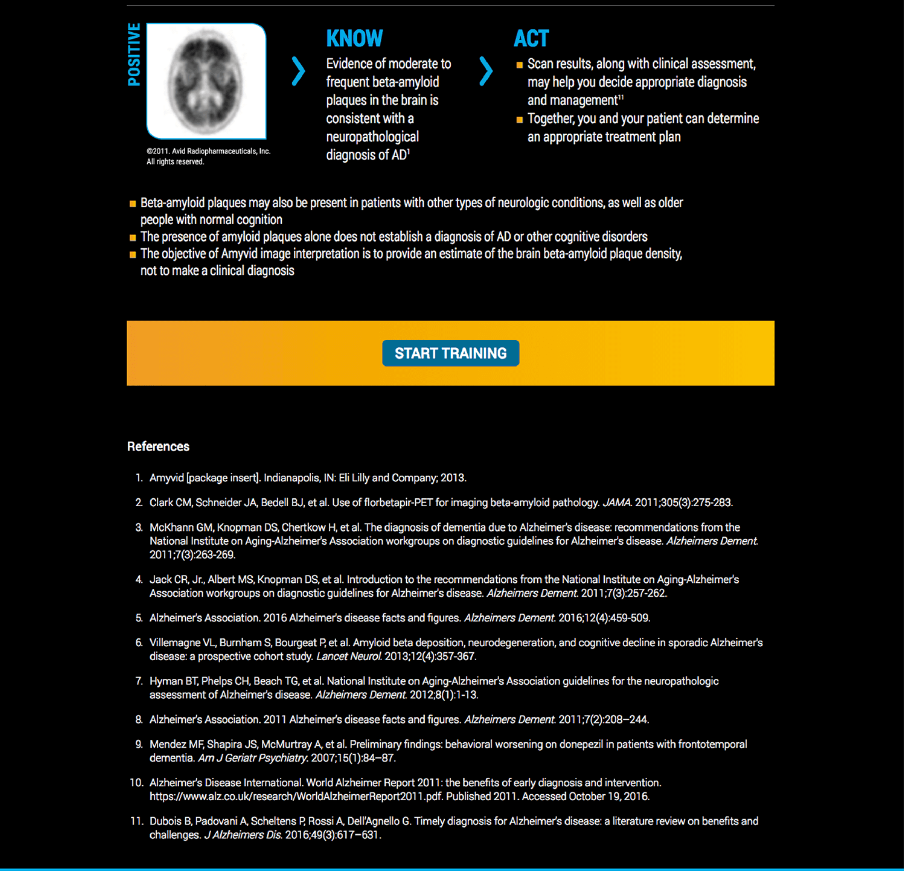 POSITIVE
©2011. Avid Radiopharmaceuticals, Inc.
All rights reserved.
KNOW
Evidence of moderate to
frequent beta-amyloid
plaques in the brain is
consistent with a
neuropathological
diagnosis of AD¹
ACT
Scan results, along with clinical assessment,
may help you decide appropriate diagnosis
and management¹¹
Together, you and your patient can determine
an appropriate treatment plan
Beta-amyloid plaques may also be present in patients with other types of neurologic conditions, as well as older
people with normal cognition
The presence of amyloid plaques alone does not establish a diagnosis of AD or other cognitive disorders
The objective of Amyvid image interpretation is to provide an estimate of the brain beta-amyloid plaque density,
not to make a clinical diagnosis
START TRAINING
References
1. Amyvid [package insert]. Indianapolis, IN: Eli Lilly and Company; 2013.
2. Clark CM, Schneider JA, Bedell BJ, et al. Use of florbetapir-PET for imaging beta-amyloid pathology. JAMA. 2011;305(3):275-283.
3. McKhann GM, Knopman DS, Chertkow H, et al. The diagnosis of dementia due to Alzheimer's disease: recommendations from the
National Institute on Aging-Alzheimer's Association workgroups on diagnostic guidelines for Alzheimer's disease. Alzheimers Dement.
2011;7(3):263-269.
4. Jack CR, Jr., Albert MS, Knopman DS, et al. Introduction to the recommendations from the National Institute on Aging-Alzheimer's
Association workgroups on diagnostic guidelines for Alzheimer's disease. Alzheimers Dement. 2011;7(3):257-262.
5. Alzheimer's Association. 2016 Alzheimer's disease facts and figures. Alzheimers Dement. 2016;12(4):459-509.
6. Villemagne VL, Burnham S, Bourgeat P, et al. Amyloid beta deposition, neurodegeneration, and cognitive decline in sporadic Alzheimer's
disease: a prospective cohort study. Lancet Neurol. 2013;12(4):357-367.
7. Hyman BT, Phelps CH, Beach TG, et al. National Institute on Aging-Alzheimer's Association guidelines for the neuropathologic
assessment of Alzheimer's disease. Alzheimers Dement. 2012;8(1):1-13.
8. Alzheimer's Association. 2011 Alzheimer's disease facts and figures. Alzheimers Dement. 2011;7(2):208–244.
9. Mendez MF, Shapira JS, McMurtray A, et al. Preliminary findings: behavioral worsening on donepezil in patients with frontotemporal
dementia. Am J Geriatr Psychiatry. 2007;15(1):84–87.
10. Alzheimer's Disease International. World Alzheimer Report 2011: the benefits of early diagnosis and intervention.
https://www.alz.co.uk/research/WorldAlzheimerReport2011.pdf. Published 2011. Accessed October 19, 2016.
11. Dubois B, Padovani A, Scheltens P, Rossi A, Dell'Agnello G. Timely diagnosis for Alzheimer's disease: a literature review on benefits and
challenges. J Alzheimers Dis. 2016;49(3):617–631.